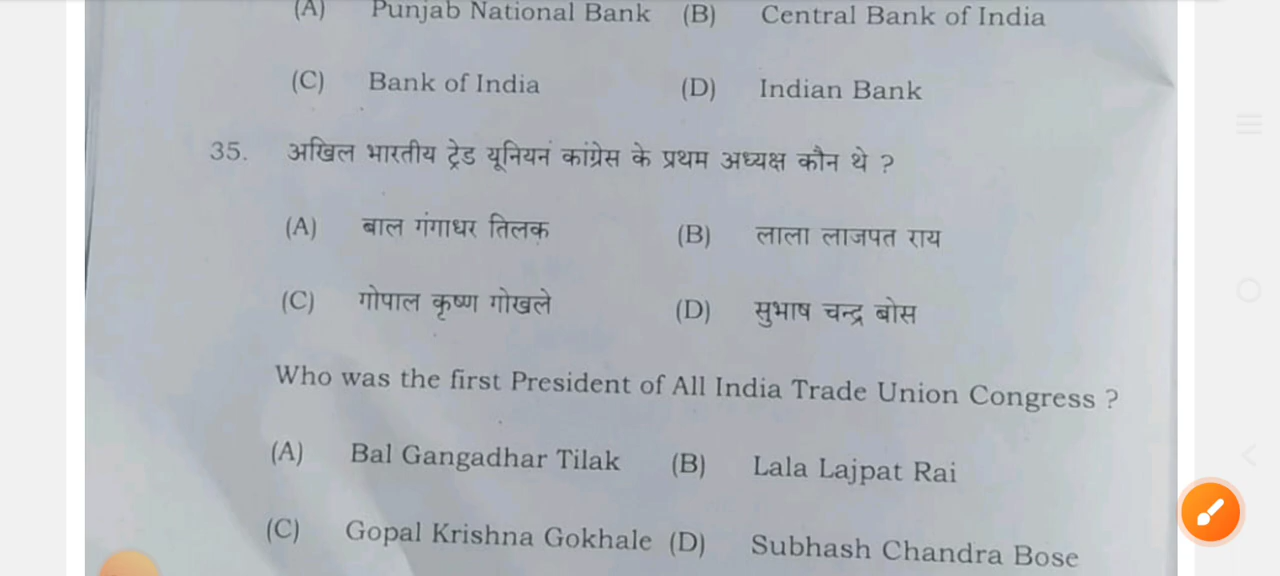 (A) Punjab National Bank (B) Central Bank of India
(C) Bank of India (D) Indian Bank
35. अखिल भारतीय ट्रेड यूनियन कांग्रेस के प्रथम अध्यक्ष कौन थे ?
(A) बाल गंगाधर तिलक (B) लाला लाजपत राय
(C) गोपाल कृष्ण गोखले (D) सुभाष चन्द्र बोस
Who was the first President of All India Trade Union Congress ?
(A) Bal Gangadhar Tilak (B) Lala Lajpat Rai
(C) Gopal Krishna Gokhale (D) Subhash Chandra Bose